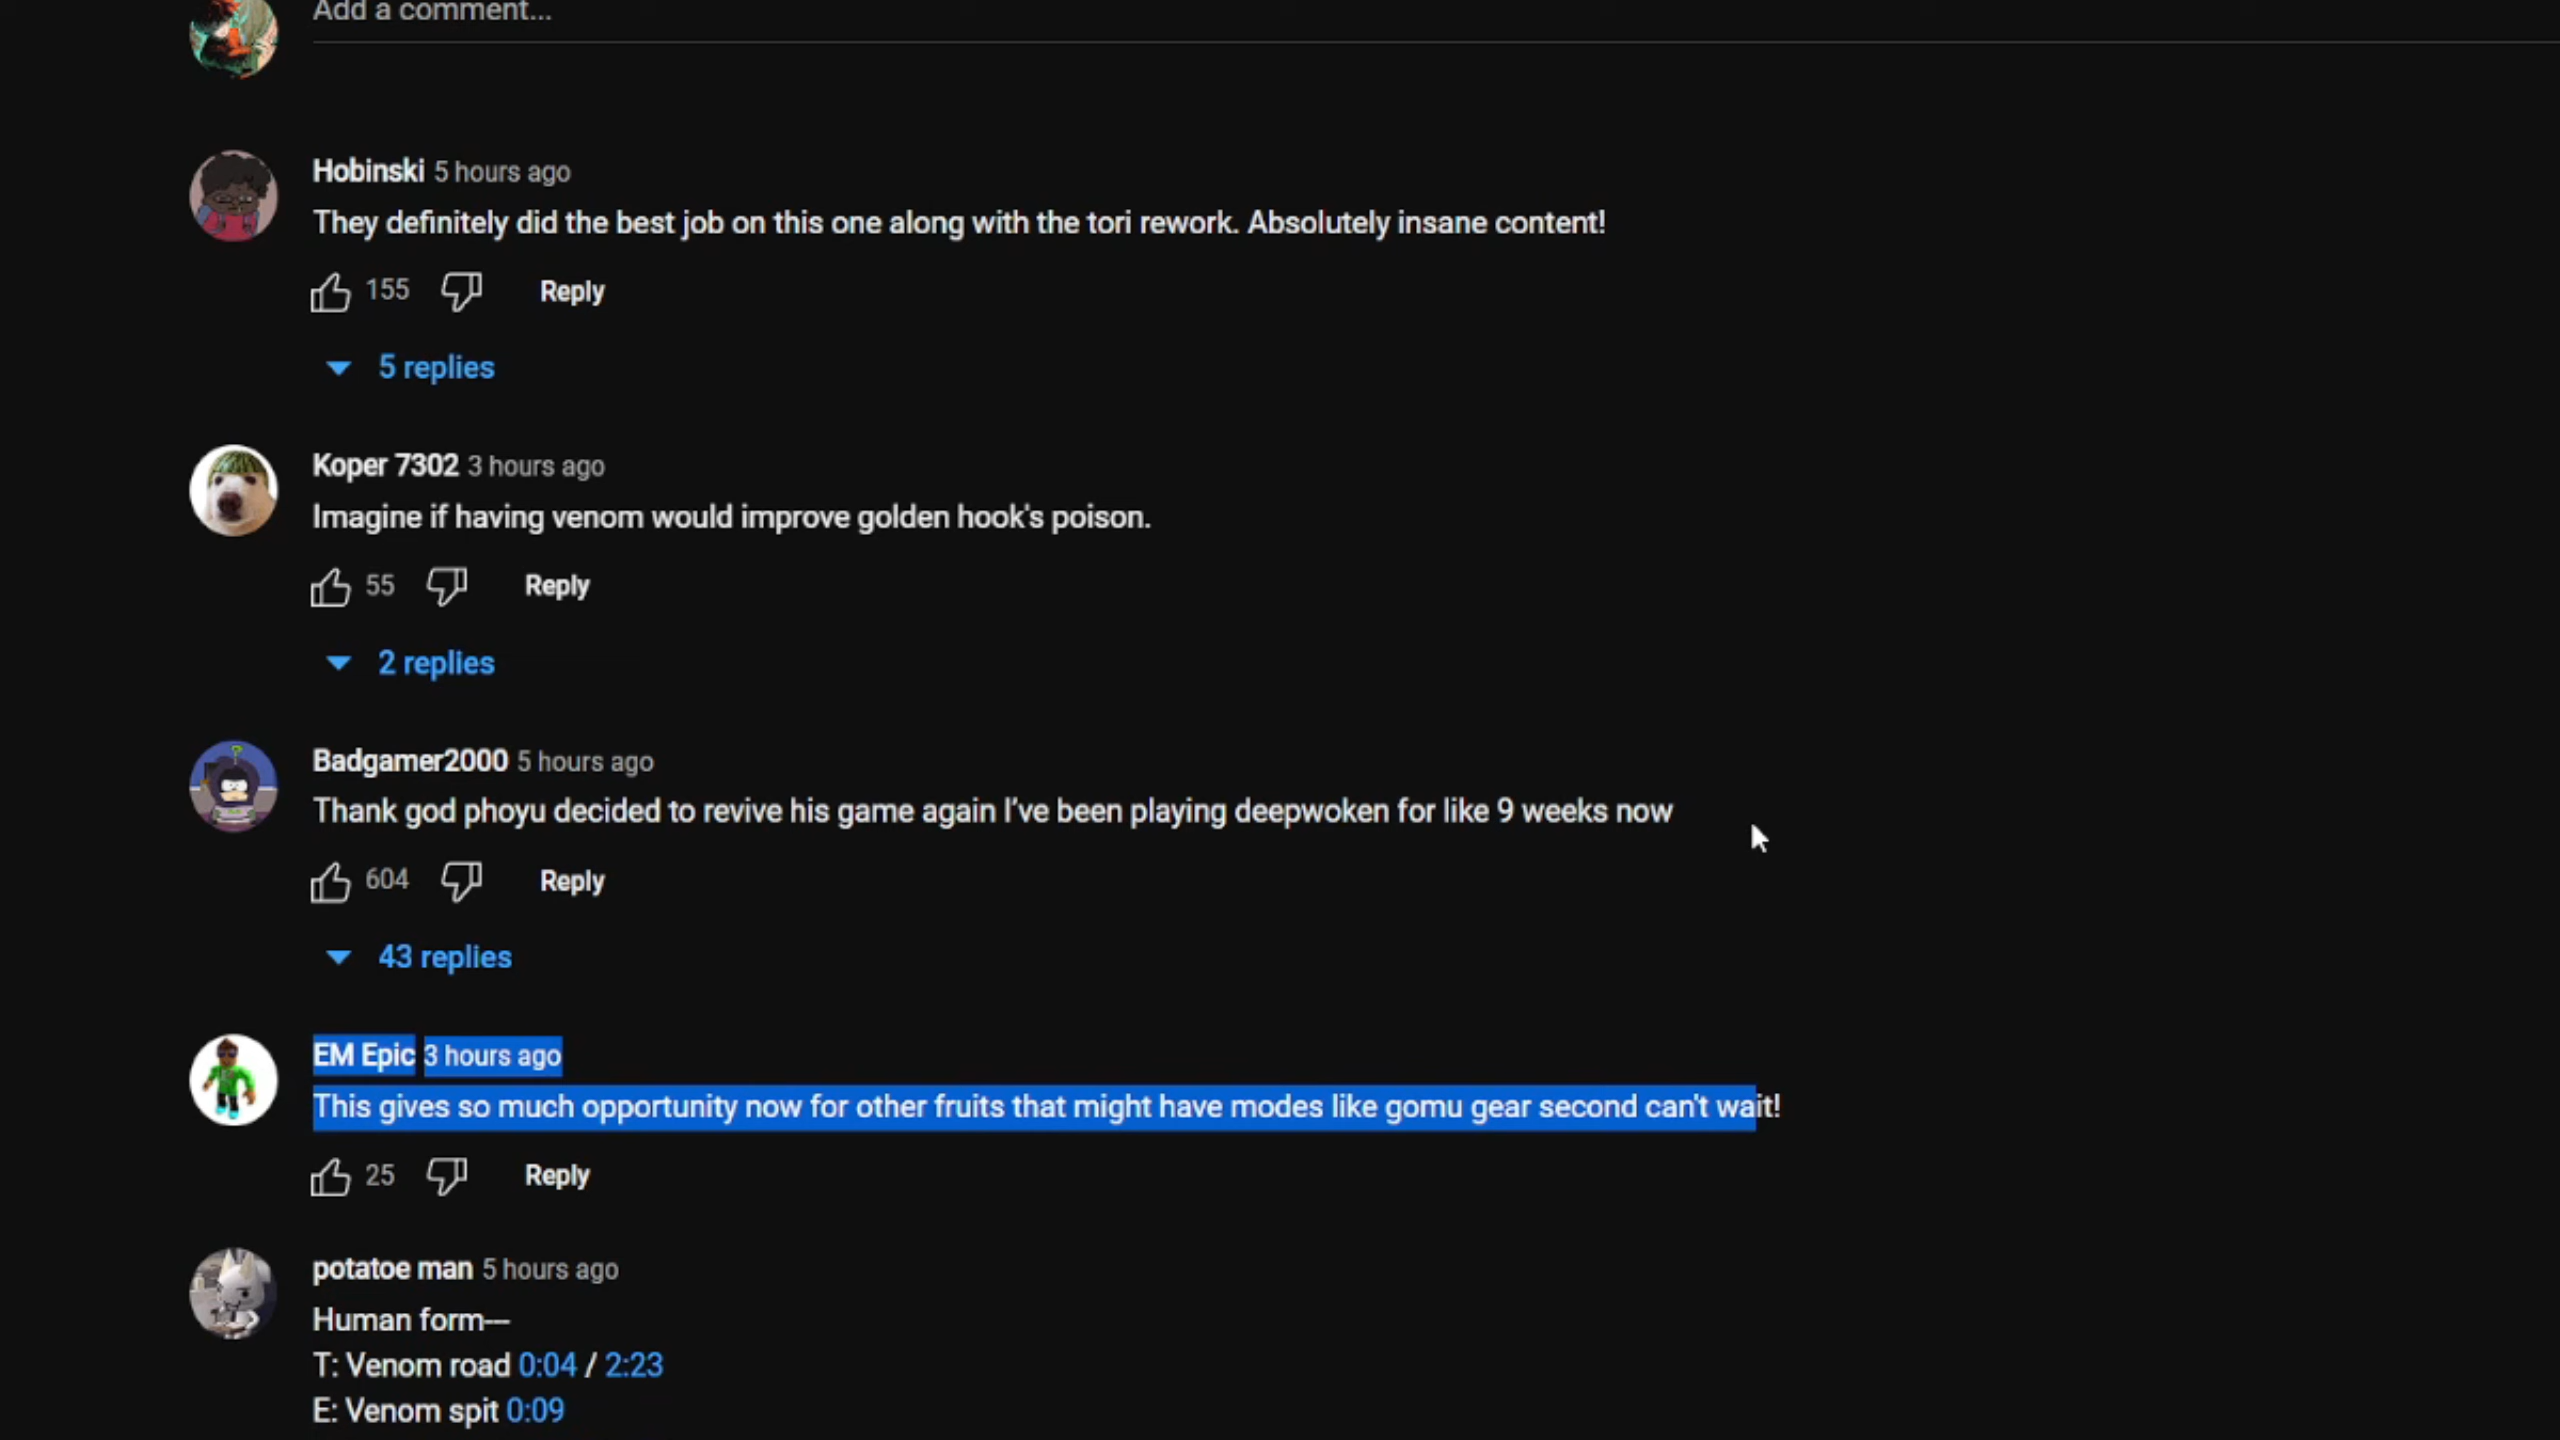 Add a comment...
Hobinski 5 hours ago
They definitely did the best job on this one along with the tori rework. Absolutely insane content!
155 Reply
5 replies
Koper 7302 3 hours ago
Imagine if having venom would improve golden hook's poison.
55 Reply
2 replies
Badgamer2000 5 hours ago
Thank god phoyu decided to revive his game again I've been playing deepwoken for like 9 weeks now
604 Reply
43 replies
EM Epic 3 hours ago
This gives so much opportunity now for other fruits that might have modes like gomu gear second can't wait!
25 Reply
potatoe man 5 hours ago
Human form---
T: Venom road 0:04 / 2:23
E: Venom spit 0:09